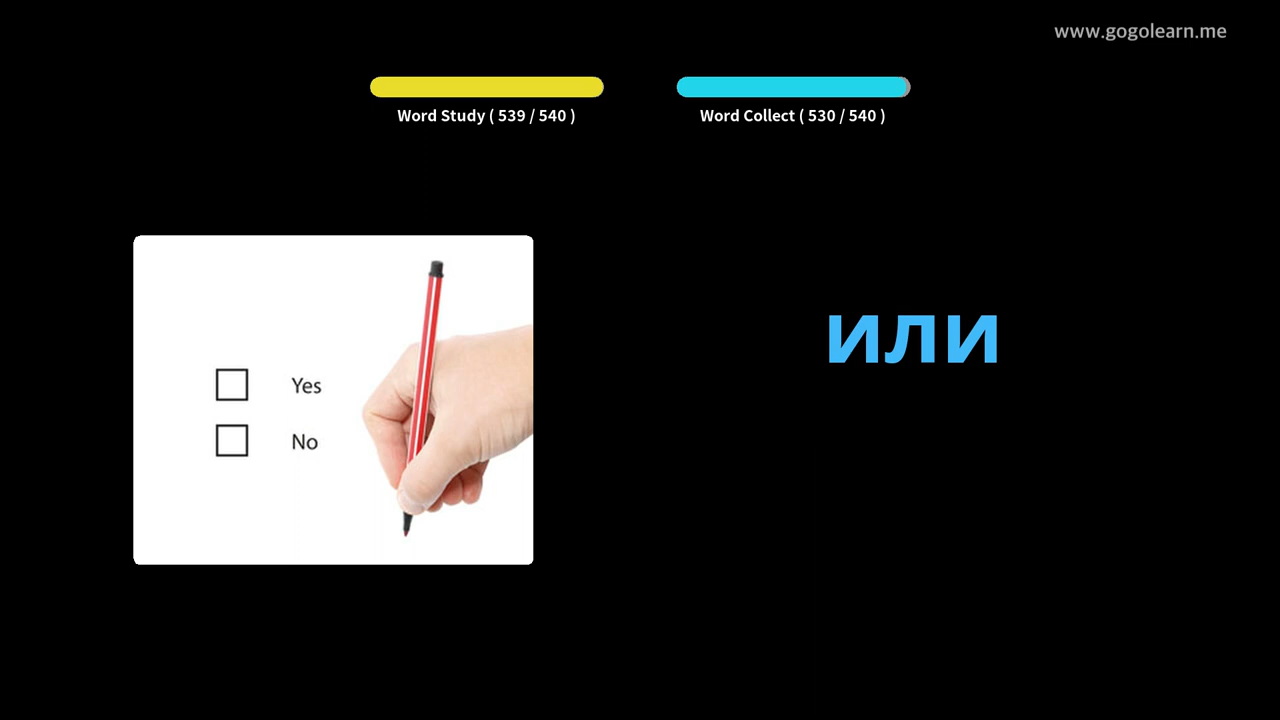 www.gogolearn.me
Word Study ( 539 / 540 )
Word Collect ( 530 / 540 )
Yes
No
или